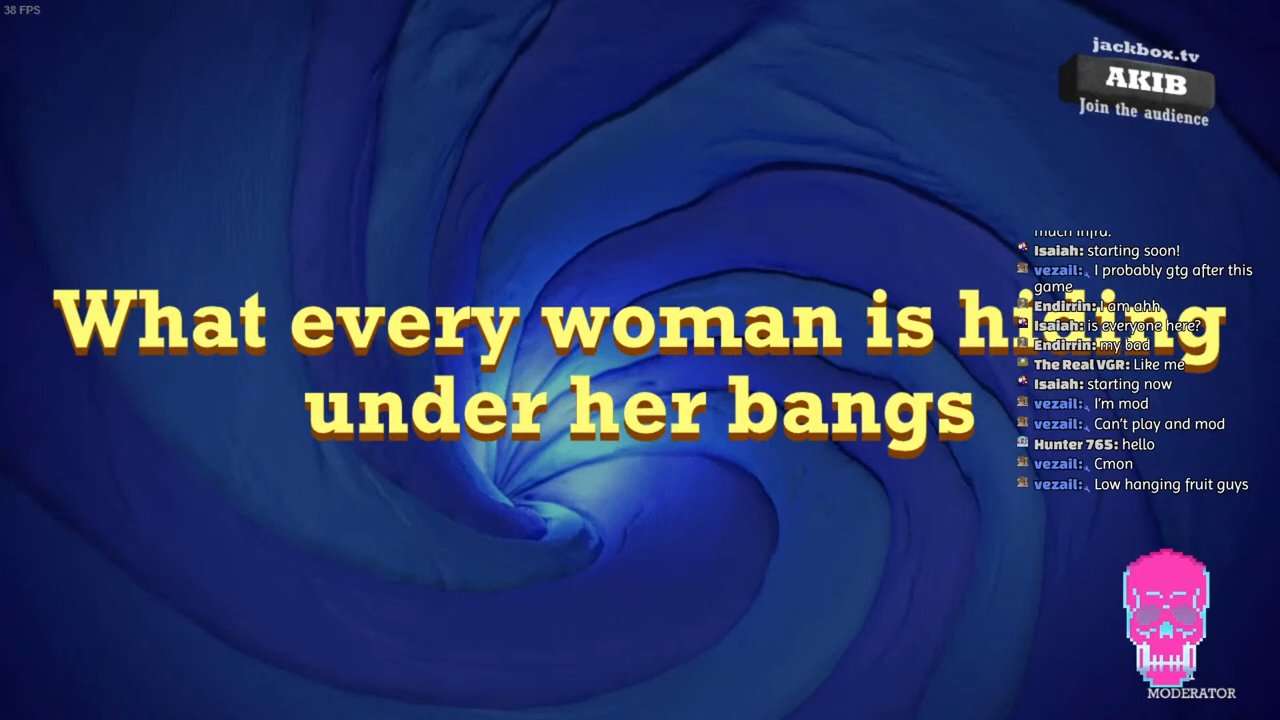 38 FPS
jackbox.tv
AKIB
Join the audience
What every woman is hiding
under her bangs
Isaiah: starting soon!
vezail: I probably gtg after this
game
Endirrin: I am ahh
Isaiah: is everyone here?
Endirrin: my bad
The Real VGR: Like me
Isaiah: starting now
vezail: I'm mod
vezail: Can't play and mod
Hunter 765: hello
vezail: Cmon
vezail: Low hanging fruit guys
MODERATOR